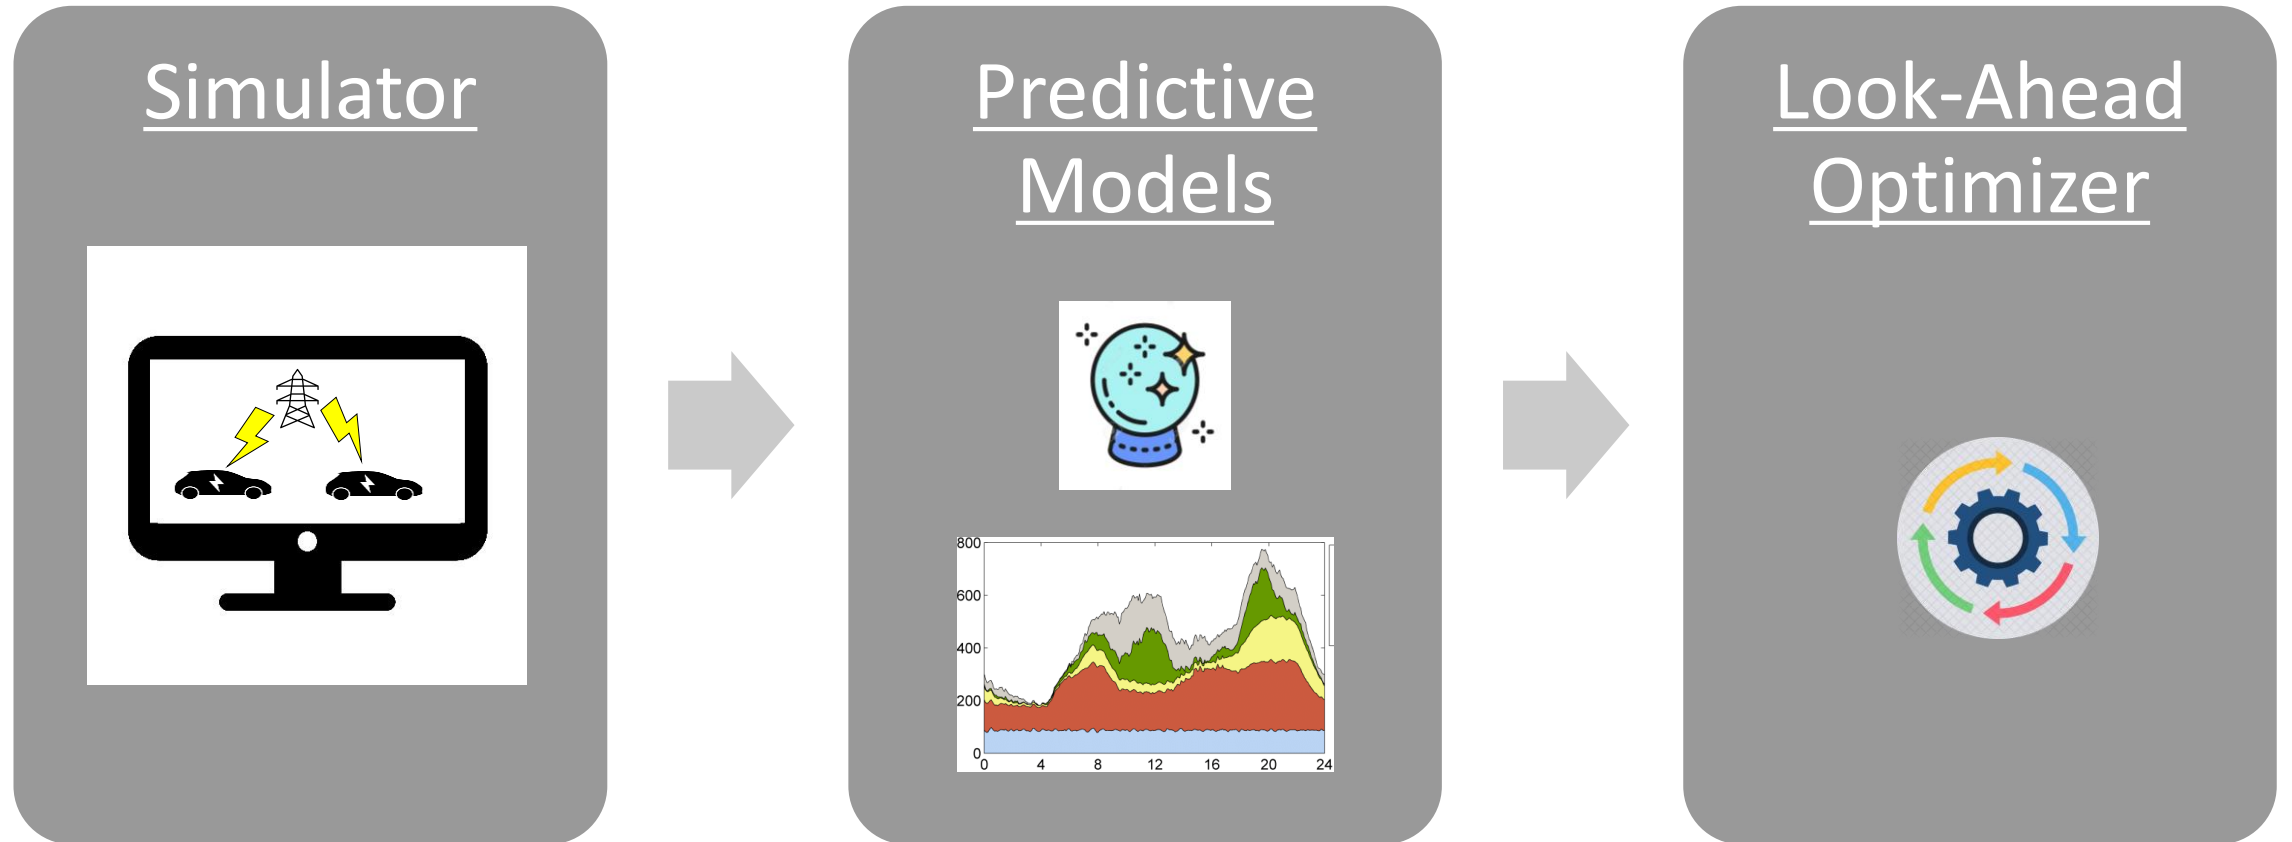 Simulator
Predictive
Models
800
600
400
200
0
0 4 8 12 16 20 24
Look-Ahead
Optimizer